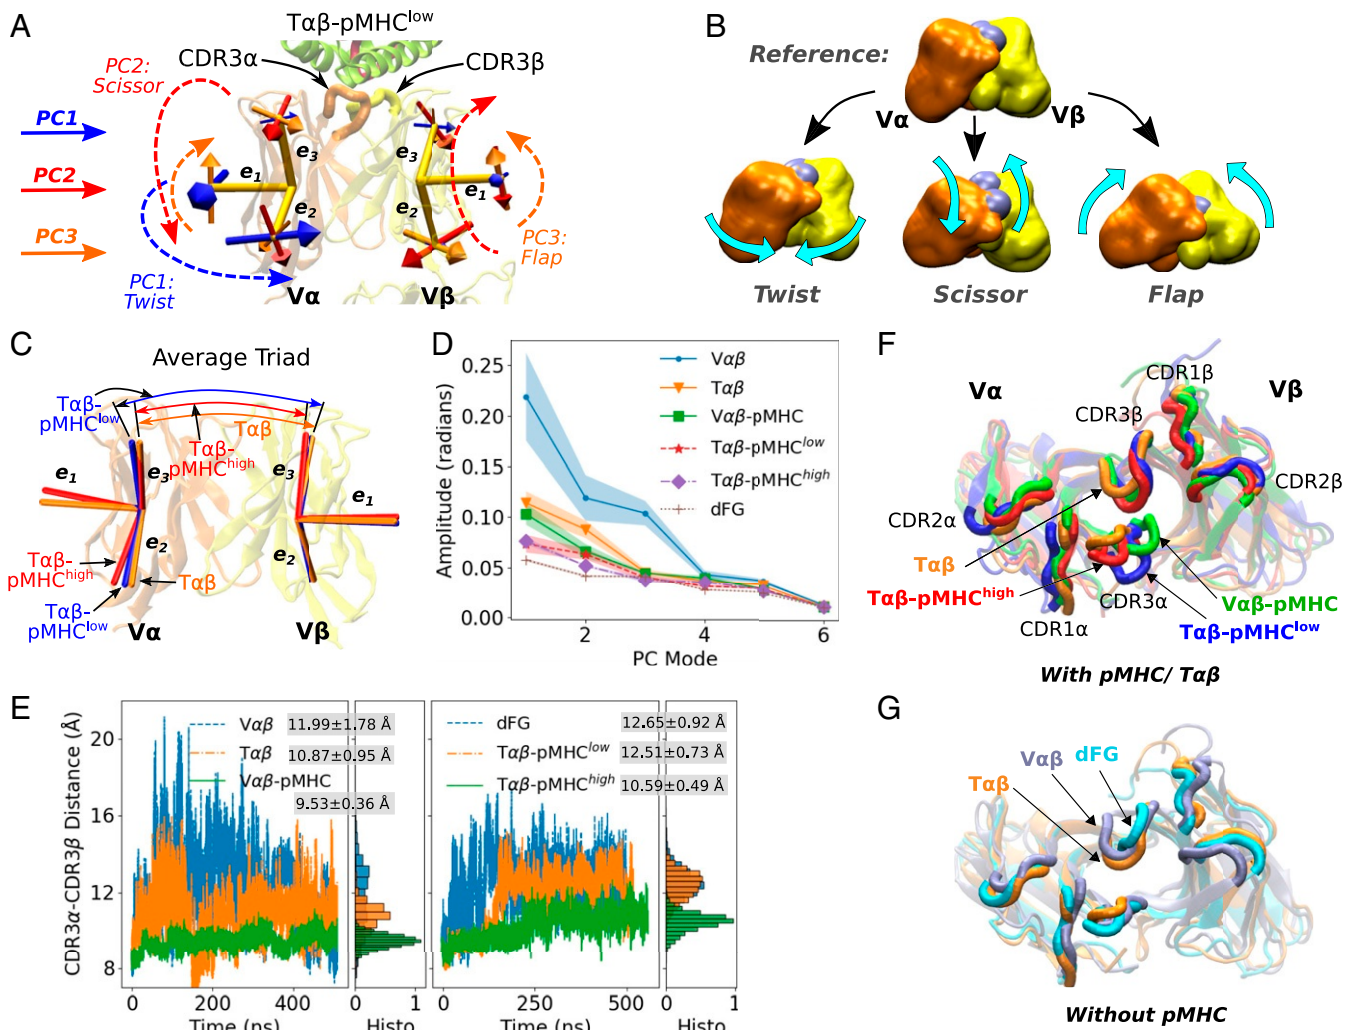 A
Tαβ-pMHC^low
CDR3α
CDR3β
PC2:
Scissor
PC1
PC2
PC3
e3
e1
e2
e3
e1
e2
PC3:
Flap
PC1:
Twist
Vα
Vβ
B
Reference:
Vα
Vβ
Twist
Scissor
Flap
C
Average Triad
Tαβ-
pMHC^low
Tαβ
Tαβ-
pMHC^high
e1
e3
e2
e3
e1
e2
Tαβ-
pMHC^high
Tαβ
Tαβ-
pMHC^low
Vα
Vβ
D
Amplitude (radians)
0.25
0.20
0.15
0.10
0.05
0.00
Vαβ
Tαβ
Vαβ-pMHC
Tαβ-pMHC^low
Tαβ-pMHC^high
dFG
2
4
6
PC Mode
E
CDR3α-CDR3β Distance (Å)
20
16
12
8
Vαβ 11.99±1.78 Å
Tαβ 10.87±0.95 Å
Vαβ-pMHC
9.53±0.36 Å
dFG 12.65±0.92 Å
Tαβ-pMHC^low 12.51±0.73 Å
Tαβ-pMHC^high 10.59±0.49 Å
0
200
400
0
1
0
250
500
0
1
Time (ns)
Histo
Time (ns)
Histo
F
CDR1β
Vα
Vβ
CDR3β
CDR2β
CDR2α
Tαβ
Tαβ-pMHC^high
CDR3α
Vαβ-pMHC
CDR1α
Tαβ-pMHC^low
With pMHC/ Tαβ
G
Vαβ
dFG
Tαβ
Without pMHC